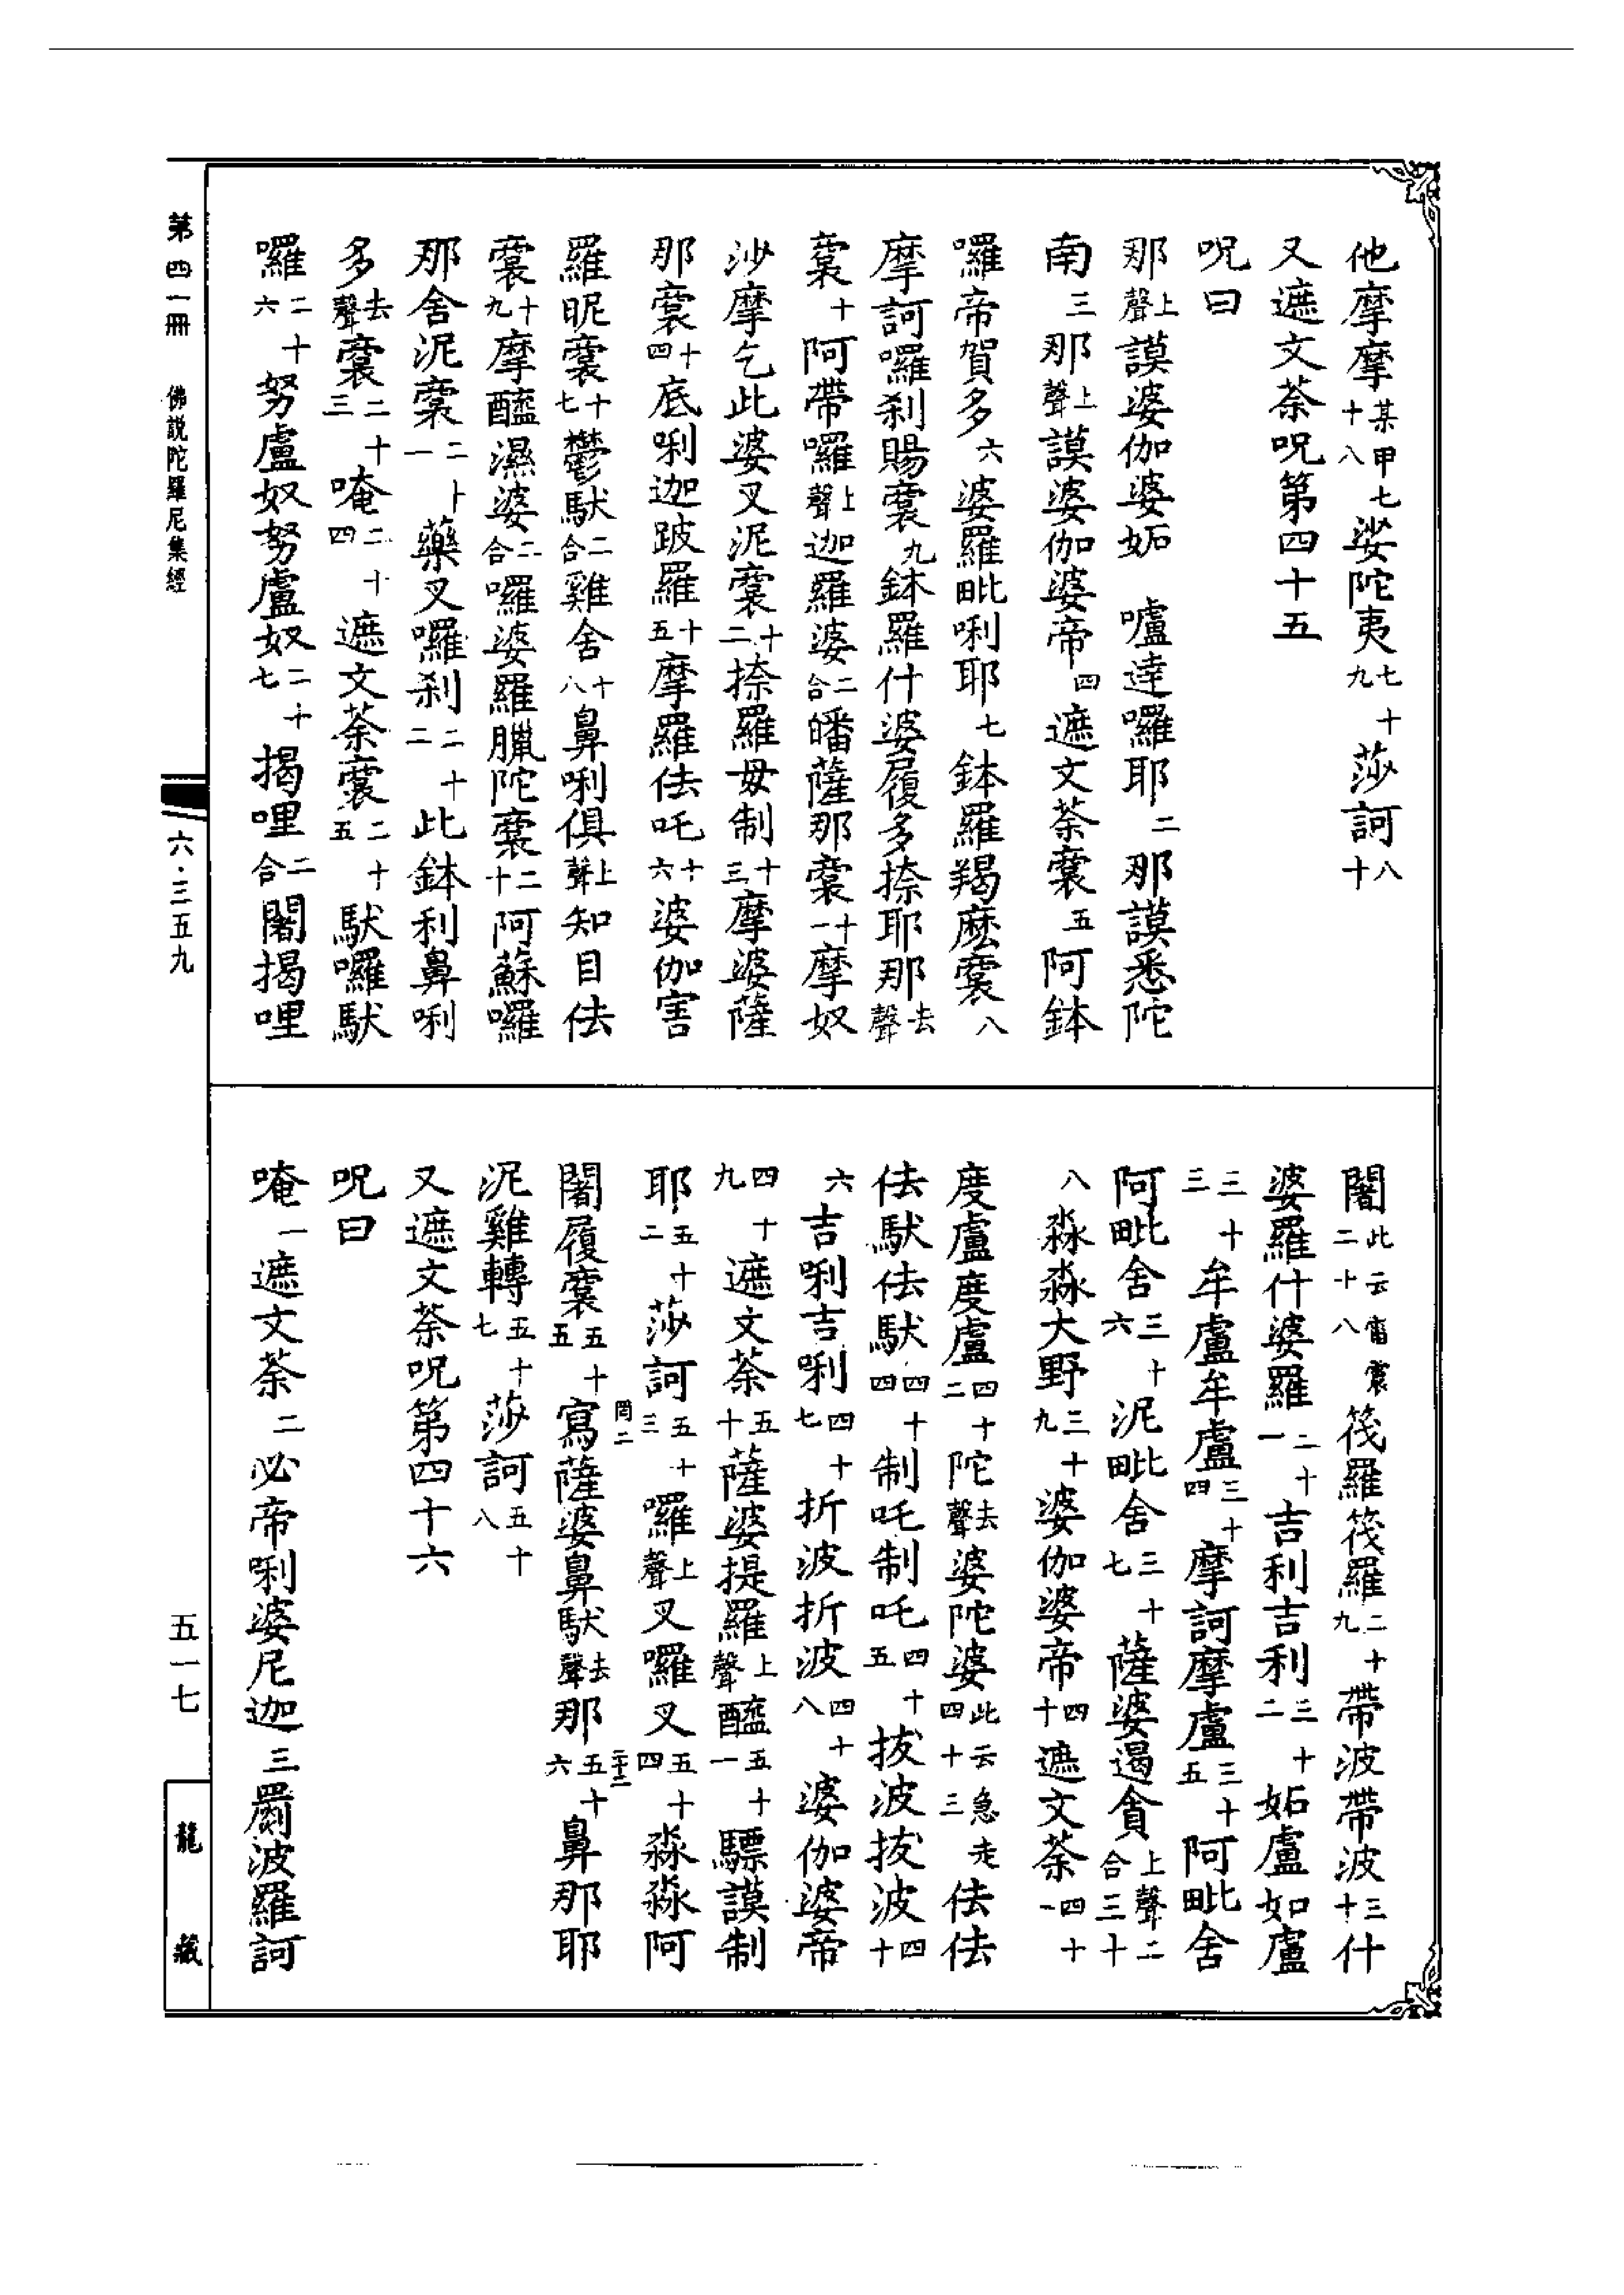 他摩摩某甲七十八娑陀夷七十九莎訶八十
又遮文荼呪第四十五
呪曰
那上聲謨婆伽婆妬嚧達囉耶二那謨悉陀
南三那上聲謨婆伽婆帝四遮文荼囊五阿鉢
囉帝賀多六婆羅毗唎耶七鉢羅羯麽囊八
摩訶囉刹賜囊九鉢羅什婆履多捺耶那去聲
囊十阿帶囉上聲迦羅婆二合皤薩那囊十一摩奴
沙摩乞此婆叉泥囊十二捺羅毋制十三摩婆薩
那囊十四底唎迦跛羅五十摩羅佉吒十六婆伽害
羅昵囊十七鬱馱二合雞舍十八鼻唎俱上聲知目佉
囊十九摩醯濕婆二合囉婆羅臘陀囊二十阿蘇囉
那舍泥囊二十一藥叉囉刹二十二此鉢利鼻唎
多去聲囊二十三唵二十四遮文荼囊二十五馱囉馱
囉二十六努盧奴努盧奴二十七揭哩二合闍揭哩
闍此云雷震二十八筏羅筏羅二十九帶波帶波三十什
婆羅什婆羅三十一吉利吉利三十二妬盧如盧
三十三牟盧牟盧三十四摩訶摩盧三十五阿毗舍
阿毗舍三十六泥毗舍三十七薩婆遏貪上聲二合三十
八淼淼大野三十九婆伽婆帝四十遮文荼四十一
度盧度盧四十二陀去聲婆陀婆此云急走四十三佉佉
佉馱佉馱四十四制吒制吒四十五拔波拔波四十
六吉唎吉唎四十七折波折波四十八婆伽婆帝
四十九遮文荼五十薩婆提羅上聲醯五十一驃謨制
耶五十二莎訶五十三囉上聲叉囉叉五十四淼淼阿
闍履囊五十五寫薩婆鼻馱去聲那五十六鼻那耶
泥雞轉五十七莎訶五十八
又遮文荼呪第四十六
呪曰
唵一遮文荼二必帝唎婆尼迦三罽波羅訶
第四一冊 佛説陀羅尼集經
六·三五九
五一七
龍藏